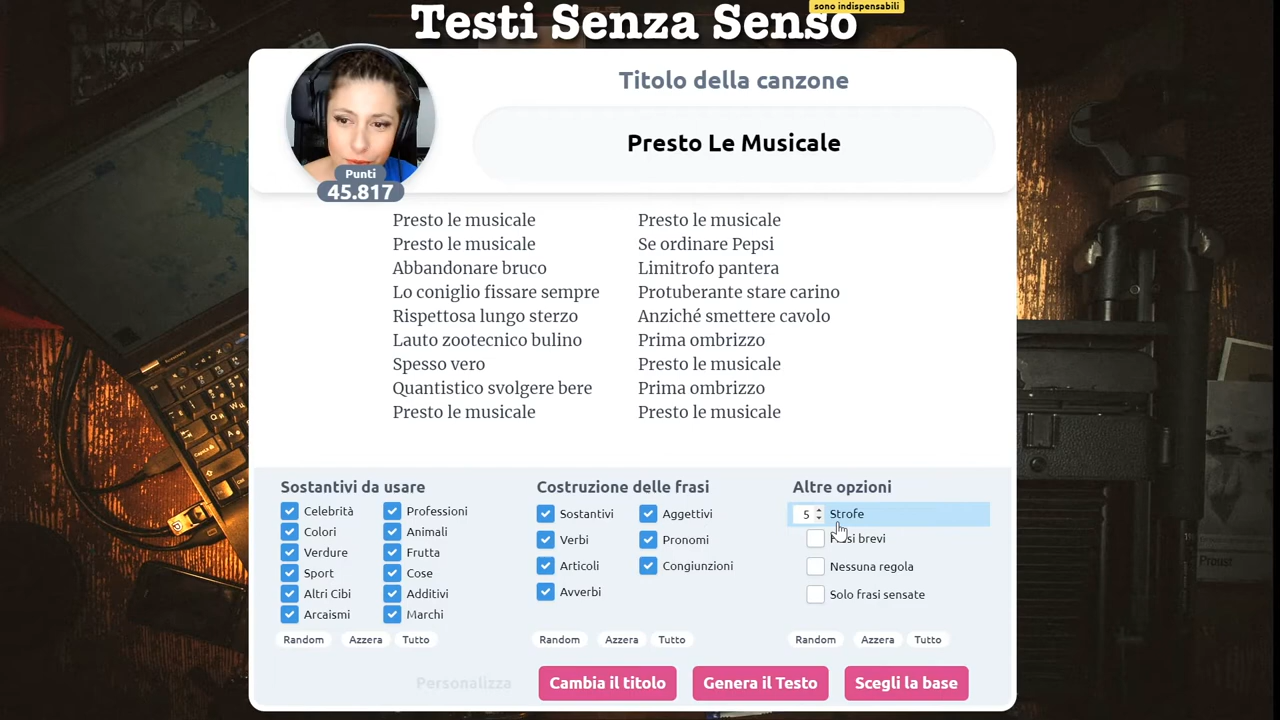 sono indispensabili
Testi Senza Senso
Titolo della canzone
Presto Le Musicale
Punti
45.817
Presto le musicale
Presto le musicale
Abbandonare bruco
Lo coniglio fissare sempre
Rispettosa lungo sterzo
Lauto zootecnico bulino
Spesso vero
Quantistico svolgere bere
Presto le musicale
Presto le musicale
Se ordinare Pepsi
Limitrofo pantera
Protuberante stare carino
Anziché smettere cavolo
Prima ombrizzo
Presto le musicale
Prima ombrizzo
Presto le musicale
Sostantivi da usare
Celebrità
Professioni
Colori
Animali
Verdure
Frutta
Sport
Cose
Altri Cibi
Additivi
Arcaismi
Marchi
Random Azzera Tutto
Costruzione delle frasi
Sostantivi
Aggettivi
Verbi
Pronomi
Articoli
Congiunzioni
Avverbi
Random Azzera Tutto
Altre opzioni
5 Strofe
brevi
Nessuna regola
Solo frasi sensate
Random Azzera Tutto
Personalizza
Cambia il titolo
Genera il Testo
Scegli la base
Proust